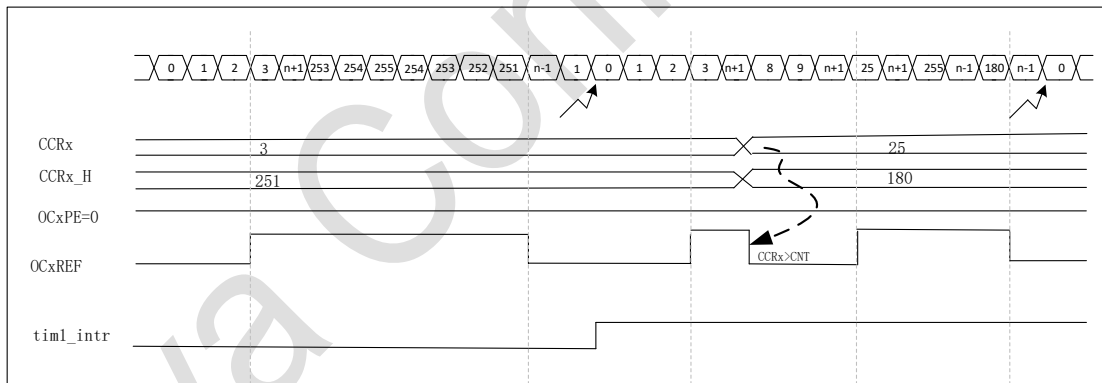 0 1 2 3 n+1 253 254 255 254 253 252 251 n-1 1 0 1 2 3 n+1 8 9 n+1 25 n+1 255 n-1 180 n-1 0
CCRx 3 25
CCRx_H 251 180
OCxPE=0
OCxREF CCRx>CNT
tim1_intr